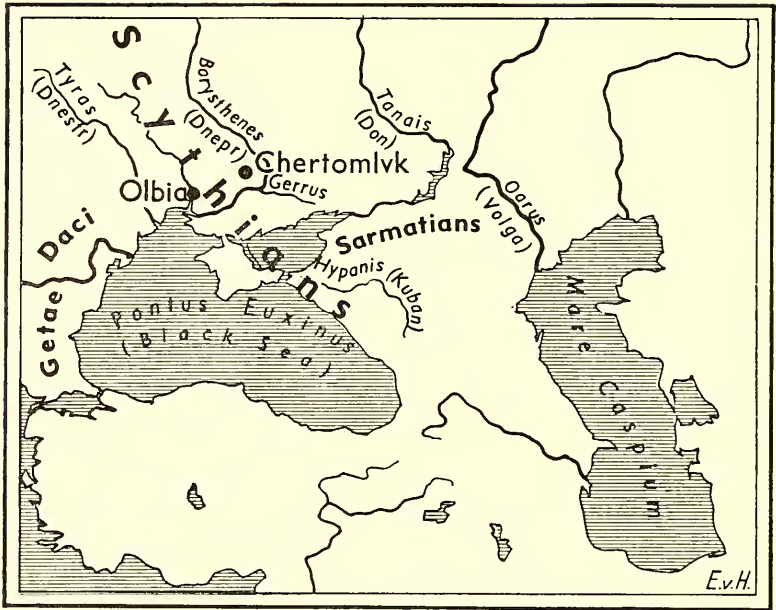 Scythians
Tyras
(Dnestr)
Borysthenes
(Dnepr)
Tanais
(Don)
Chertomlyk
Gerrus
Olbia
Oarus
(Volga)
Daci
Sarmatians
Hypanis (Kuban)
Getae
Pontus Euxinus
(Black Sea)
Mare Caspium
E.v.H.